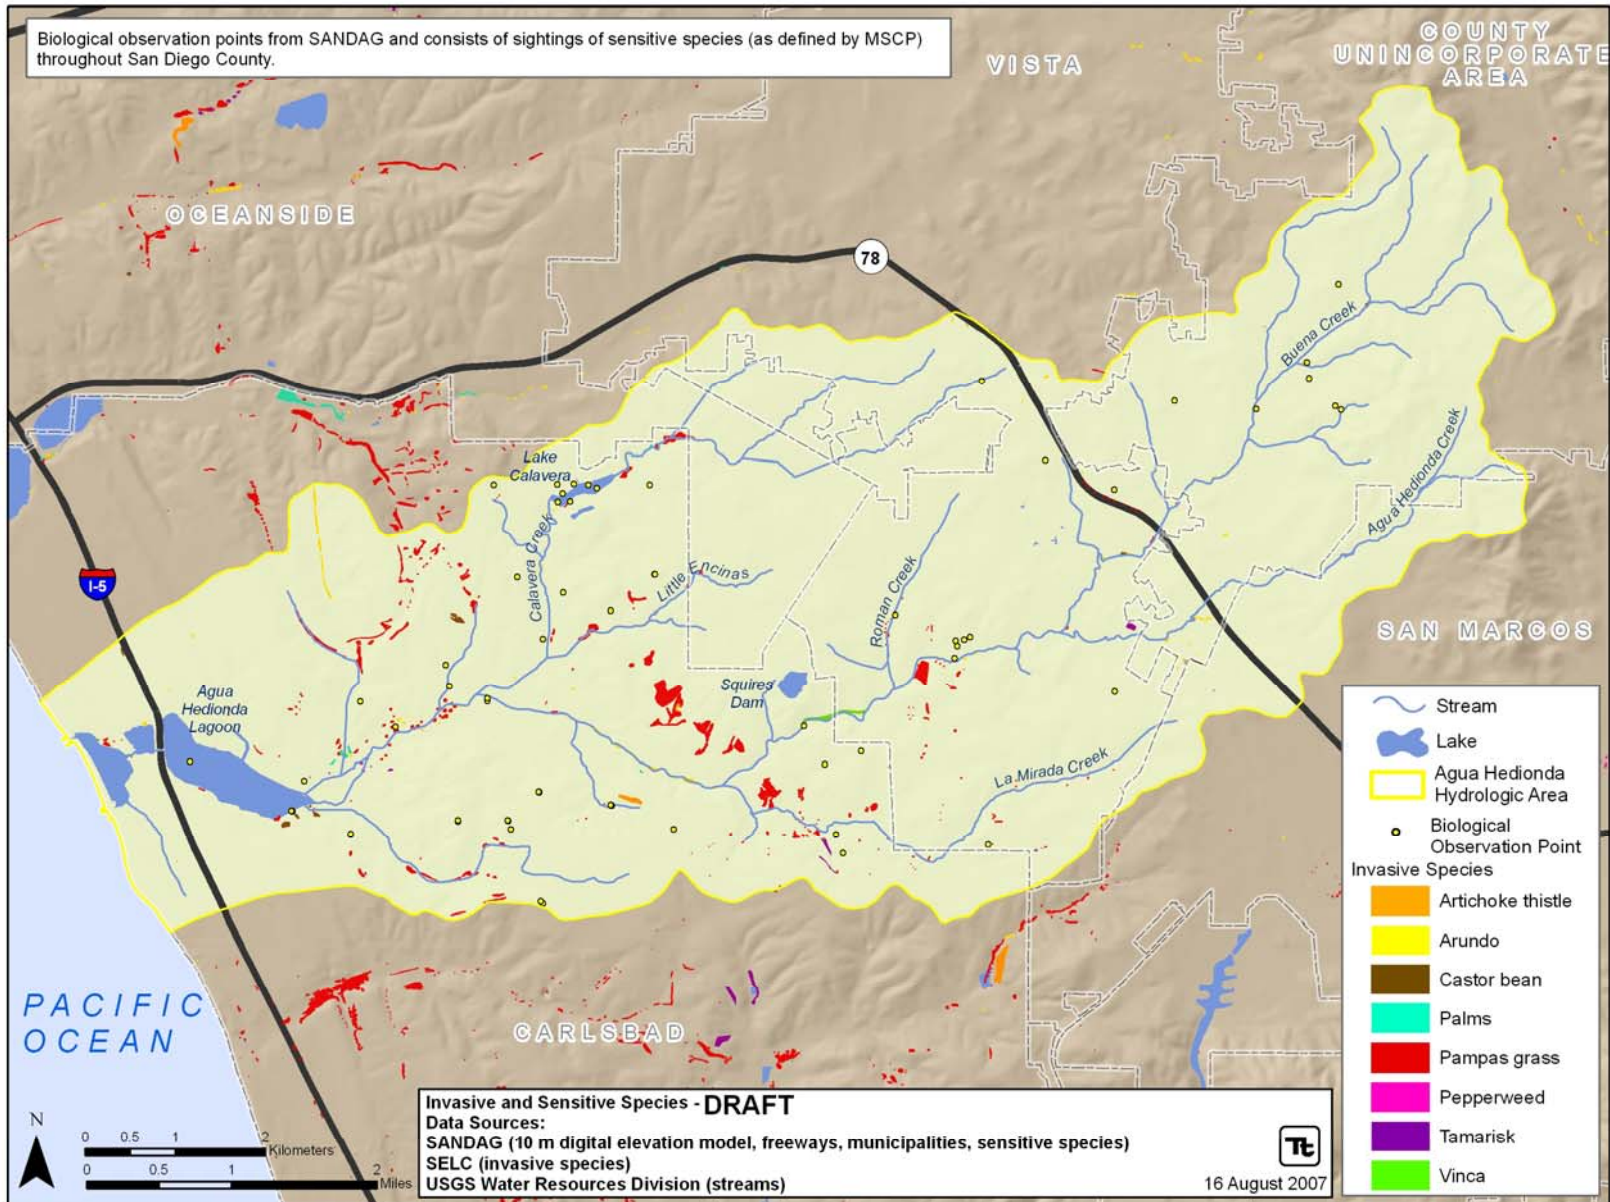 Biological observation points from SANDAG and consists of sightings of sensitive species (as defined by MSCP)
throughout San Diego County.
COUNTY
UNINCORPORATE
AREA
VISTA
OCEANSIDE
78
Buena Creek
Agua Hedionda Creek
Lake
Calavera
Calavera Creek
Little Encinas
Roman Creek
I-5
SAN MARCOS
Agua
Hedionda
Lagoon
Squires
Dam
La Mirada Creek
PACIFIC
OCEAN
CARLSBAD
Stream
Lake
Agua Hedionda
Hydrologic Area
Biological
Observation Point
Invasive Species
Artichoke thistle
Arundo
Castor bean
Palms
Pampas grass
Pepperweed
Tamarisk
Vinca
N
0 0.5 1 2
Kilometers
0 0.5 1 2
Miles
Invasive and Sensitive Species - DRAFT
Data Sources:
SANDAG (10 m digital elevation model, freeways, municipalities, sensitive species)
SELC (invasive species)
USGS Water Resources Division (streams)
Tt
16 August 2007